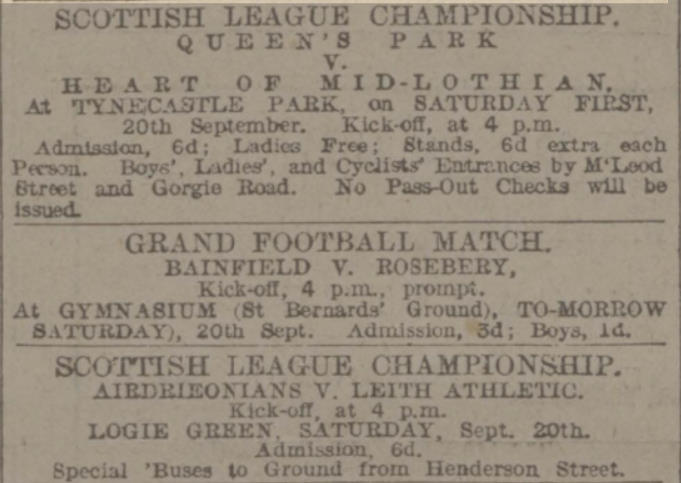 SCOTTISH LEAGUE CHAMPIONSHIP.
QUEEN'S PARK
V.
HEART OF MID-LOTHIAN.
At TYNECASTLE PARK, on SATURDAY FIRST,
20th September. Kick-off, at 4 p.m.
Admission, 6d; Ladies Free; Stands, 6d extra each
Person. Boys', Ladies', and Cyclists' Entrances by M'Leod
Street and Gorgie Road. No Pass-Out Checks will be
issued.
GRAND FOOTBALL MATCH.
BAINFIELD V. ROSEBERY,
Kick-off, 4 p.m., prompt.
At GYMNASIUM (St Bernards' Ground), TO-MORROW
SATURDAY), 20th Sept. Admission, 3d; Boys, 1d.
SCOTTISH LEAGUE CHAMPIONSHIP.
AIRDRIEONIANS V. LEITH ATHLETIC.
Kick-off, at 4 p.m.
LOGIE GREEN, SATURDAY, Sept. 20th.
Admission, 6d.
Special 'Buses to Ground from Henderson Street.